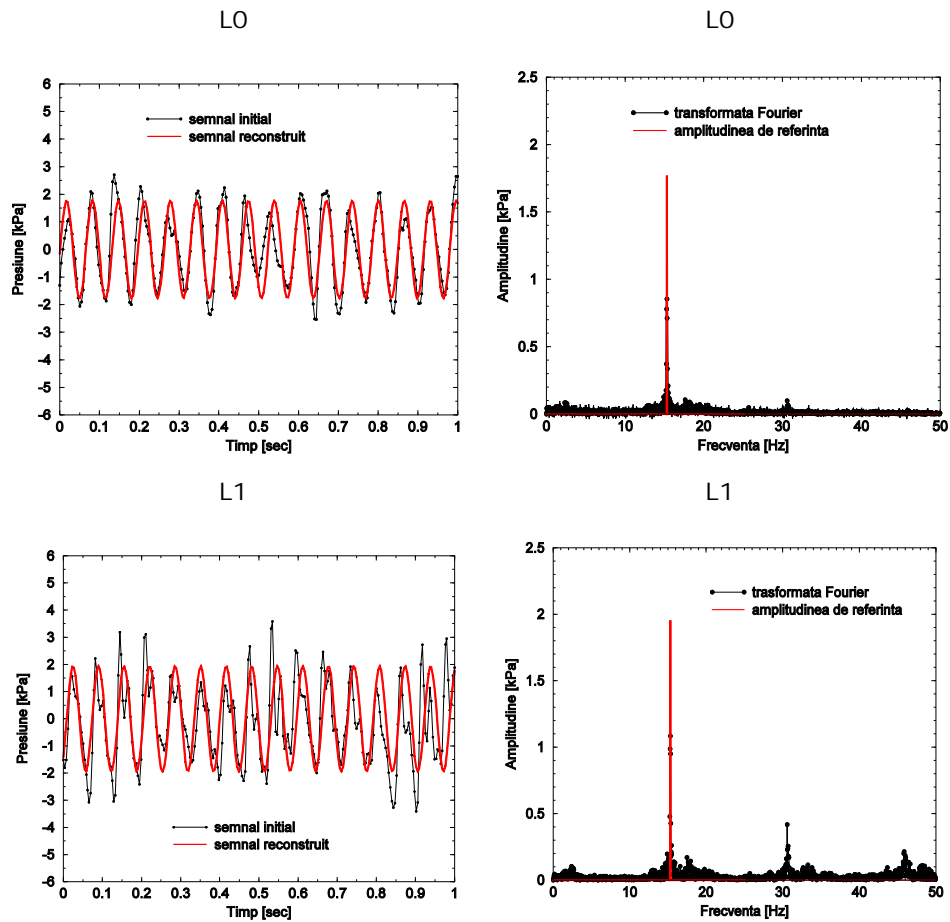 L0
L0
6
5
4
3
2
1
0
-1
-2
-3
-4
-5
-6
Presiune [kPa]
semnal initial
semnal reconstruit
0 0.1 0.2 0.3 0.4 0.5 0.6 0.7 0.8 0.9 1
Timp [sec]
2.5
2
1.5
1
0.5
0
Amplitudine [kPa]
transformata Fourier
amplitudinea de referinta
0 10 20 30 40 50
Frecventa [Hz]
L1
L1
6
5
4
3
2
1
0
-1
-2
-3
-4
-5
-6
Presiune [kPa]
semnal initial
semnal reconstruit
0 0.1 0.2 0.3 0.4 0.5 0.6 0.7 0.8 0.9 1
Timp [sec]
2.5
2
1.5
1
0.5
0
Amplitudine [kPa]
trasformata Fourier
amplitudinea de referinta
0 10 20 30 40 50
Frecventa [Hz]